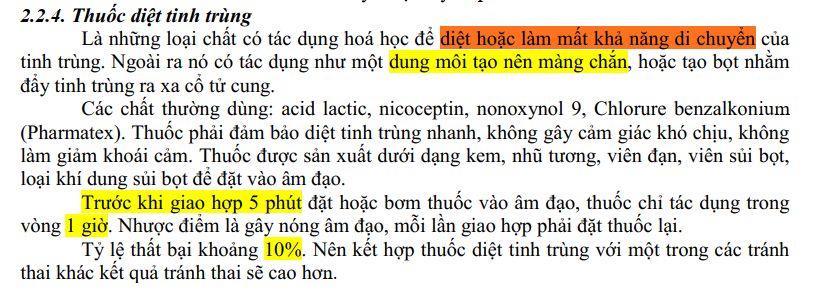 2.2.4. Thuốc diệt tinh trùng
Là những loại chất có tác dụng hoá học để diệt hoặc làm mất khả năng di chuyển của
tinh trùng. Ngoài ra nó có tác dụng như một dung môi tạo nên màng chắn, hoặc tạo bọt nhằm
đẩy tinh trùng ra xa cổ tử cung.
Các chất thường dùng: acid lactic, nicoceptin, nonoxynol 9, Chlorure benzalkonium
(Pharmatex). Thuốc phải đảm bảo diệt tinh trùng nhanh, không gây cảm giác khó chịu, không
làm giảm khoái cảm. Thuốc được sản xuất dưới dạng kem, nhũ tương, viên đạn, viên sủi bọt,
loại khí dung sủi bọt để đặt vào âm đạo.
Trước khi giao hợp 5 phút đặt hoặc bơm thuốc vào âm đạo, thuốc chỉ tác dụng trong
vòng 1 giờ. Nhược điểm là gây nóng âm đạo, mỗi lần giao hợp phải đặt thuốc lại.
Tỷ lệ thất bại khoảng 10%. Nên kết hợp thuốc diệt tinh trùng với một trong các tránh
thai khác kết quả tránh thai sẽ cao hơn.